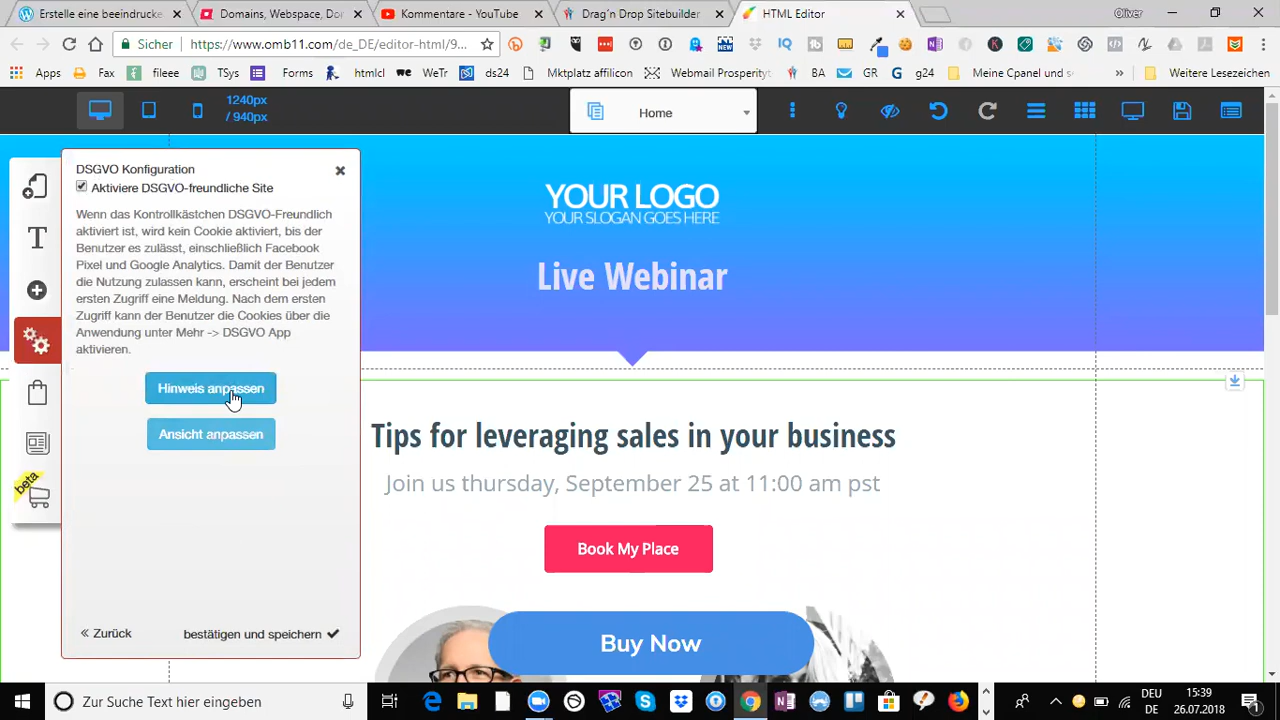 Erstelle eine beeindrucke
Domains, Webspace, Dor
Kommentare - YouTube
Drag'n Drop Sitebuilder
HTML Editor
Oliver
Sicher
https://www.omb11.com/de_DE/editor-html/9...
Apps
Fax
fileee
TSys
Forms
htmlcl
WeTr
ds24
Mktplatz affiliction
Webmail Prosperity
BA
GR
g24
Meine Cpanel und se
»
Weitere Lesezeichen
1240px
/ 940px
Home
DSGVO Konfiguration
Aktiviere DSGVO-freundliche Site
Wenn das Kontrollkästchen DSGVO-Freundlich
aktiviert ist, wird kein Cookie aktiviert, bis der
Benutzer es zulässt, einschließlich Facebook
Pixel und Google Analytics. Damit der Benutzer
die Nutzung zulassen kann, erscheint bei jedem
ersten Zugriff eine Meldung. Nach dem ersten
Zugriff kann der Benutzer die Cookies über die
Anwendung unter Mehr -> DSGVO App
aktivieren.
Hinweis anpassen
Ansicht anpassen
« Zurück
bestätigen und speichern
beta
YOUR LOGO
YOUR SLOGAN GOES HERE
Live Webinar
Tips for leveraging sales in your business
Join us thursday, September 25 at 11:00 am pst
Book My Place
Buy Now
Zur Suche Text hier eingeben
DEU
DE
15:39
26.07.2018